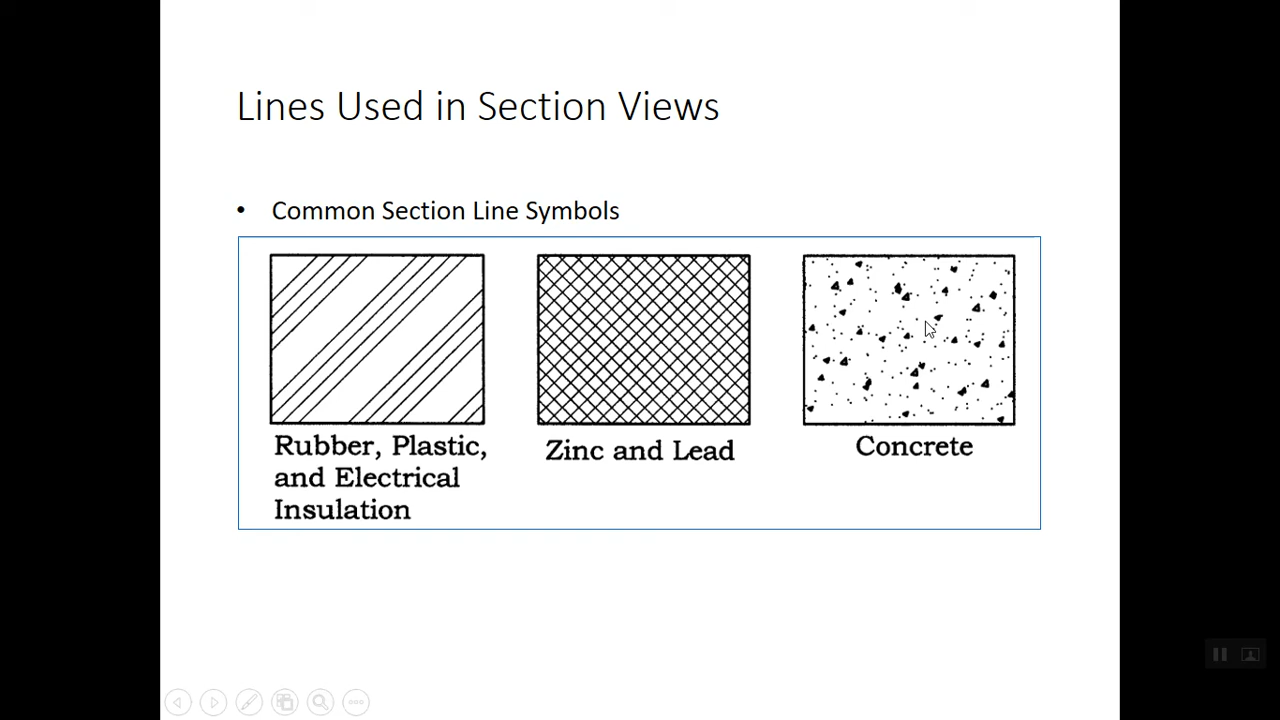 Lines Used in Section Views
• Common Section Line Symbols
Rubber, Plastic,
and Electrical
Insulation
Zinc and Lead
Concrete